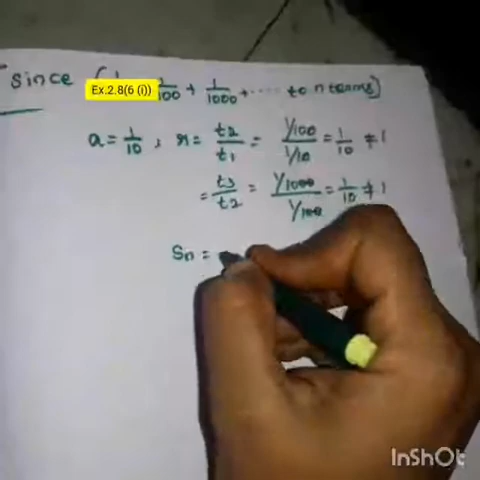 since ( Ex.2.8(6 (i)) 1/100 + 1/1000 + ..... to n terms)
a = 1/10 , r = t2/t1 = (1/100)/(1/10) = 1/10 ≠ 1
= t3/t2 = (1/1000)/(1/100) = 1/10 ≠ 1
Sn =
InShOt